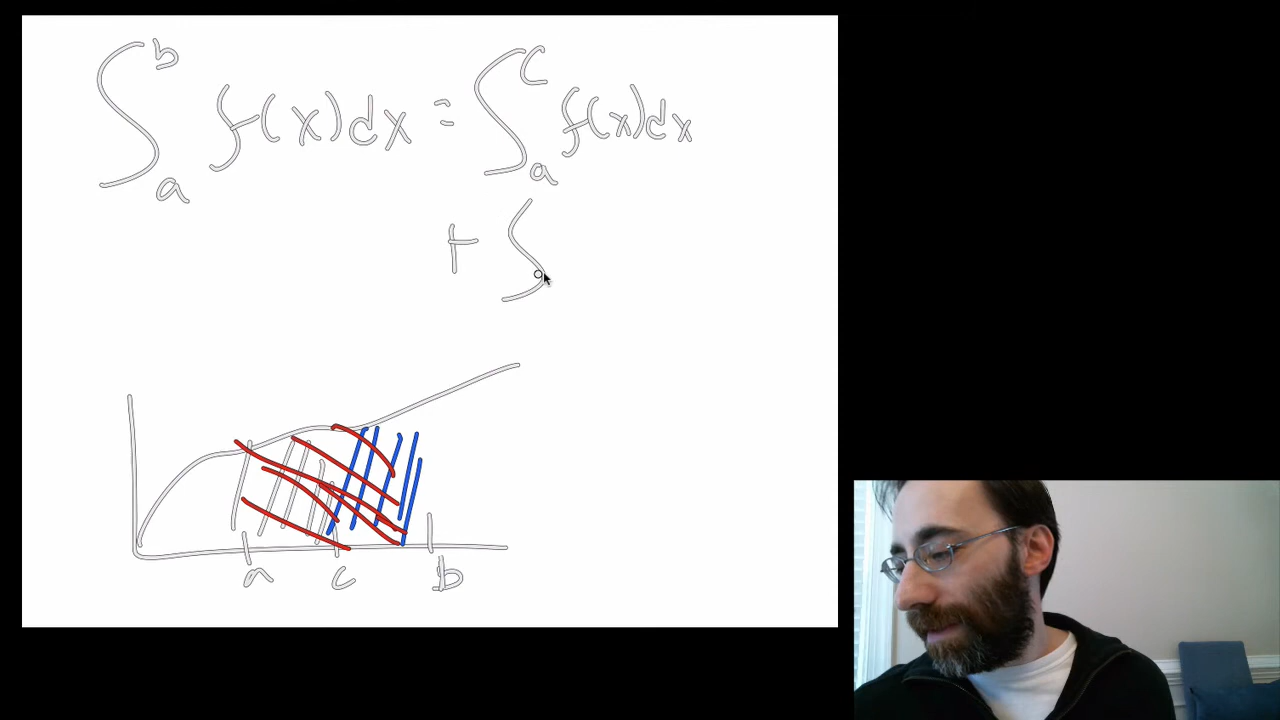 ∫_a^b f(x)dx = ∫_a^c f(x)dx
+ ∫
a c b